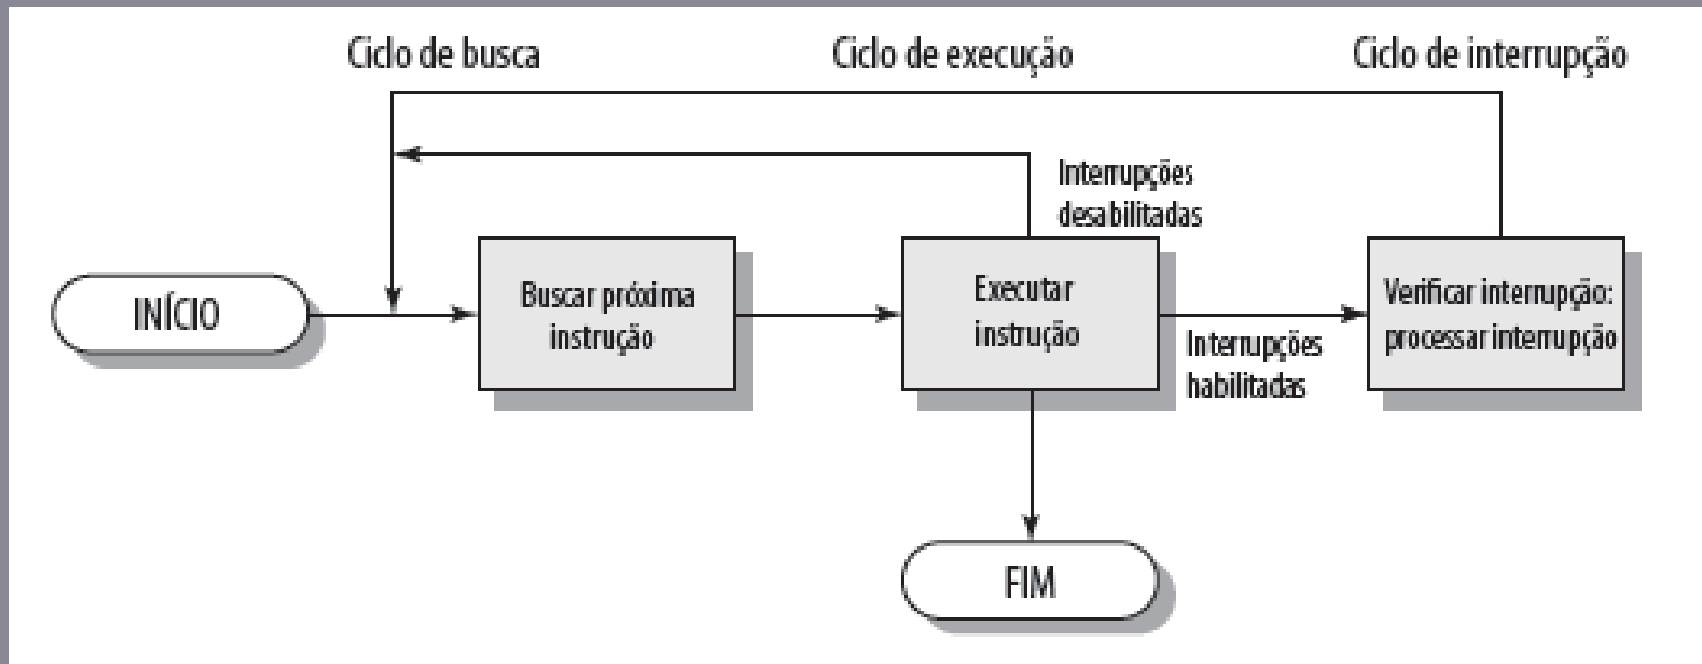 Ciclo de busca
Ciclo de execução
Ciclo de interrupção
Interrupções
desabilitadas
INÍCIO
Buscar próxima
instrução
Executar
instrução
Interrupções
habilitadas
Verificar interrupção:
processar interrupção
FIM